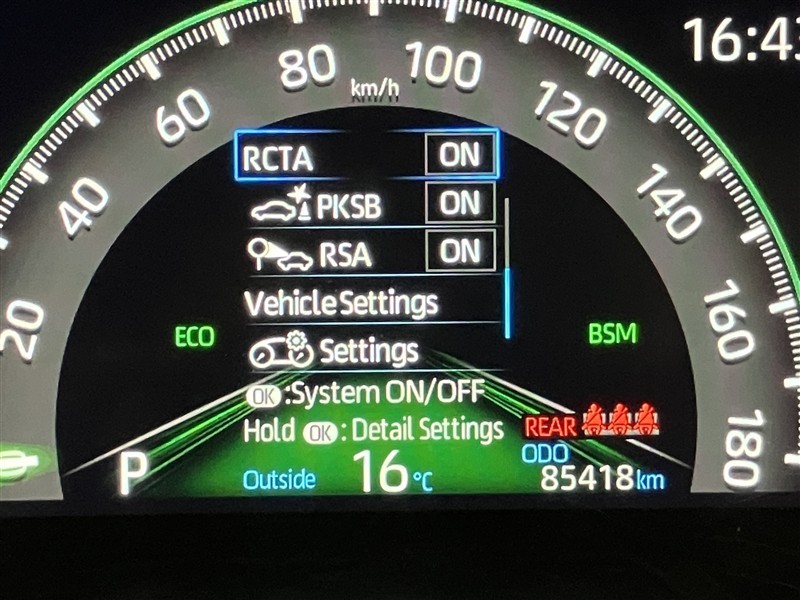 16:43
20
40
60
80
100
120
140
160
180
km/h
RCTA ON
PKSB ON
RSA ON
Vehicle Settings
ECO
BSM
Settings
OK:System ON/OFF
Hold OK: Detail Settings
REAR
P
Outside 16°C
ODO
85418km